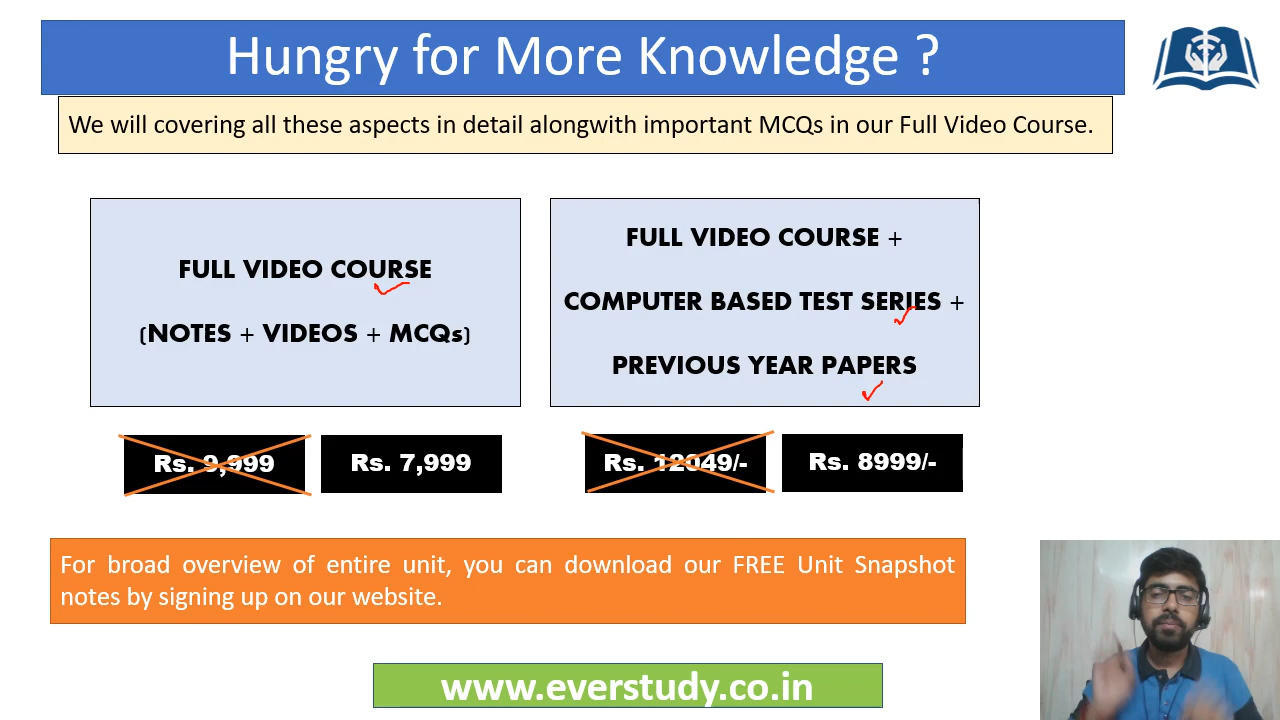 Hungry for More Knowledge ?
We will covering all these aspects in detail alongwith important MCQs in our Full Video Course.
FULL VIDEO COURSE
(NOTES + VIDEOS + MCQs)
FULL VIDEO COURSE +
COMPUTER BASED TEST SERIES +
PREVIOUS YEAR PAPERS
Rs. 9,999
Rs. 7,999
Rs. 12049/-
Rs. 8999/-
For broad overview of entire unit, you can download our FREE Unit Snapshot
notes by signing up on our website.
www.everstudy.co.in